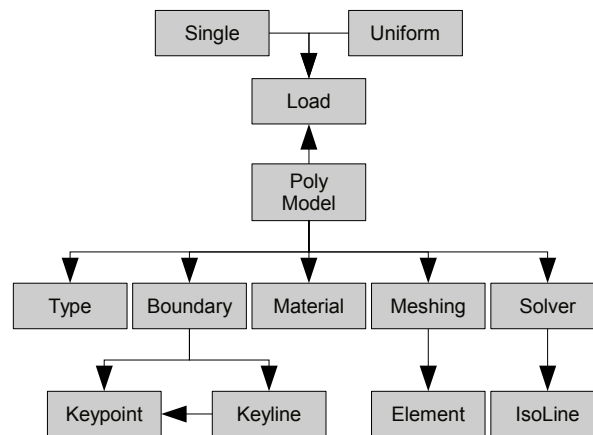 Single
Uniform
Load
Poly
Model
Type
Boundary
Material
Meshing
Solver
Keypoint
Keyline
Element
IsoLine